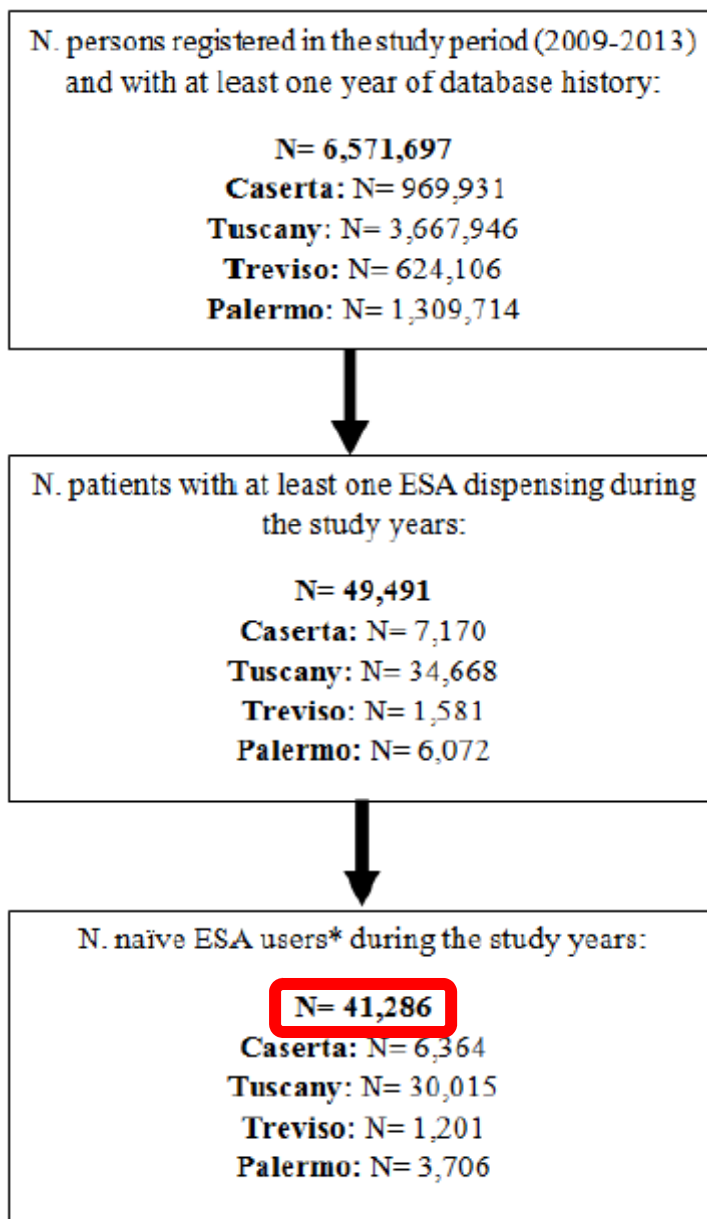 N. persons registered in the study period (2009-2013)
and with at least one year of database history:
N= 6,571,697
Caserta: N= 969,931
Tuscany: N= 3,667,946
Treviso: N= 624,106
Palermo: N= 1,309,714
N. patients with at least one ESA dispensing during
the study years:
N= 49,491
Caserta: N= 7,170
Tuscany: N= 34,668
Treviso: N= 1,581
Palermo: N= 6,072
N. naïve ESA users* during the study years:
N= 41,286
Caserta: N= 6,364
Tuscany: N= 30,015
Treviso: N= 1,201
Palermo: N= 3,706